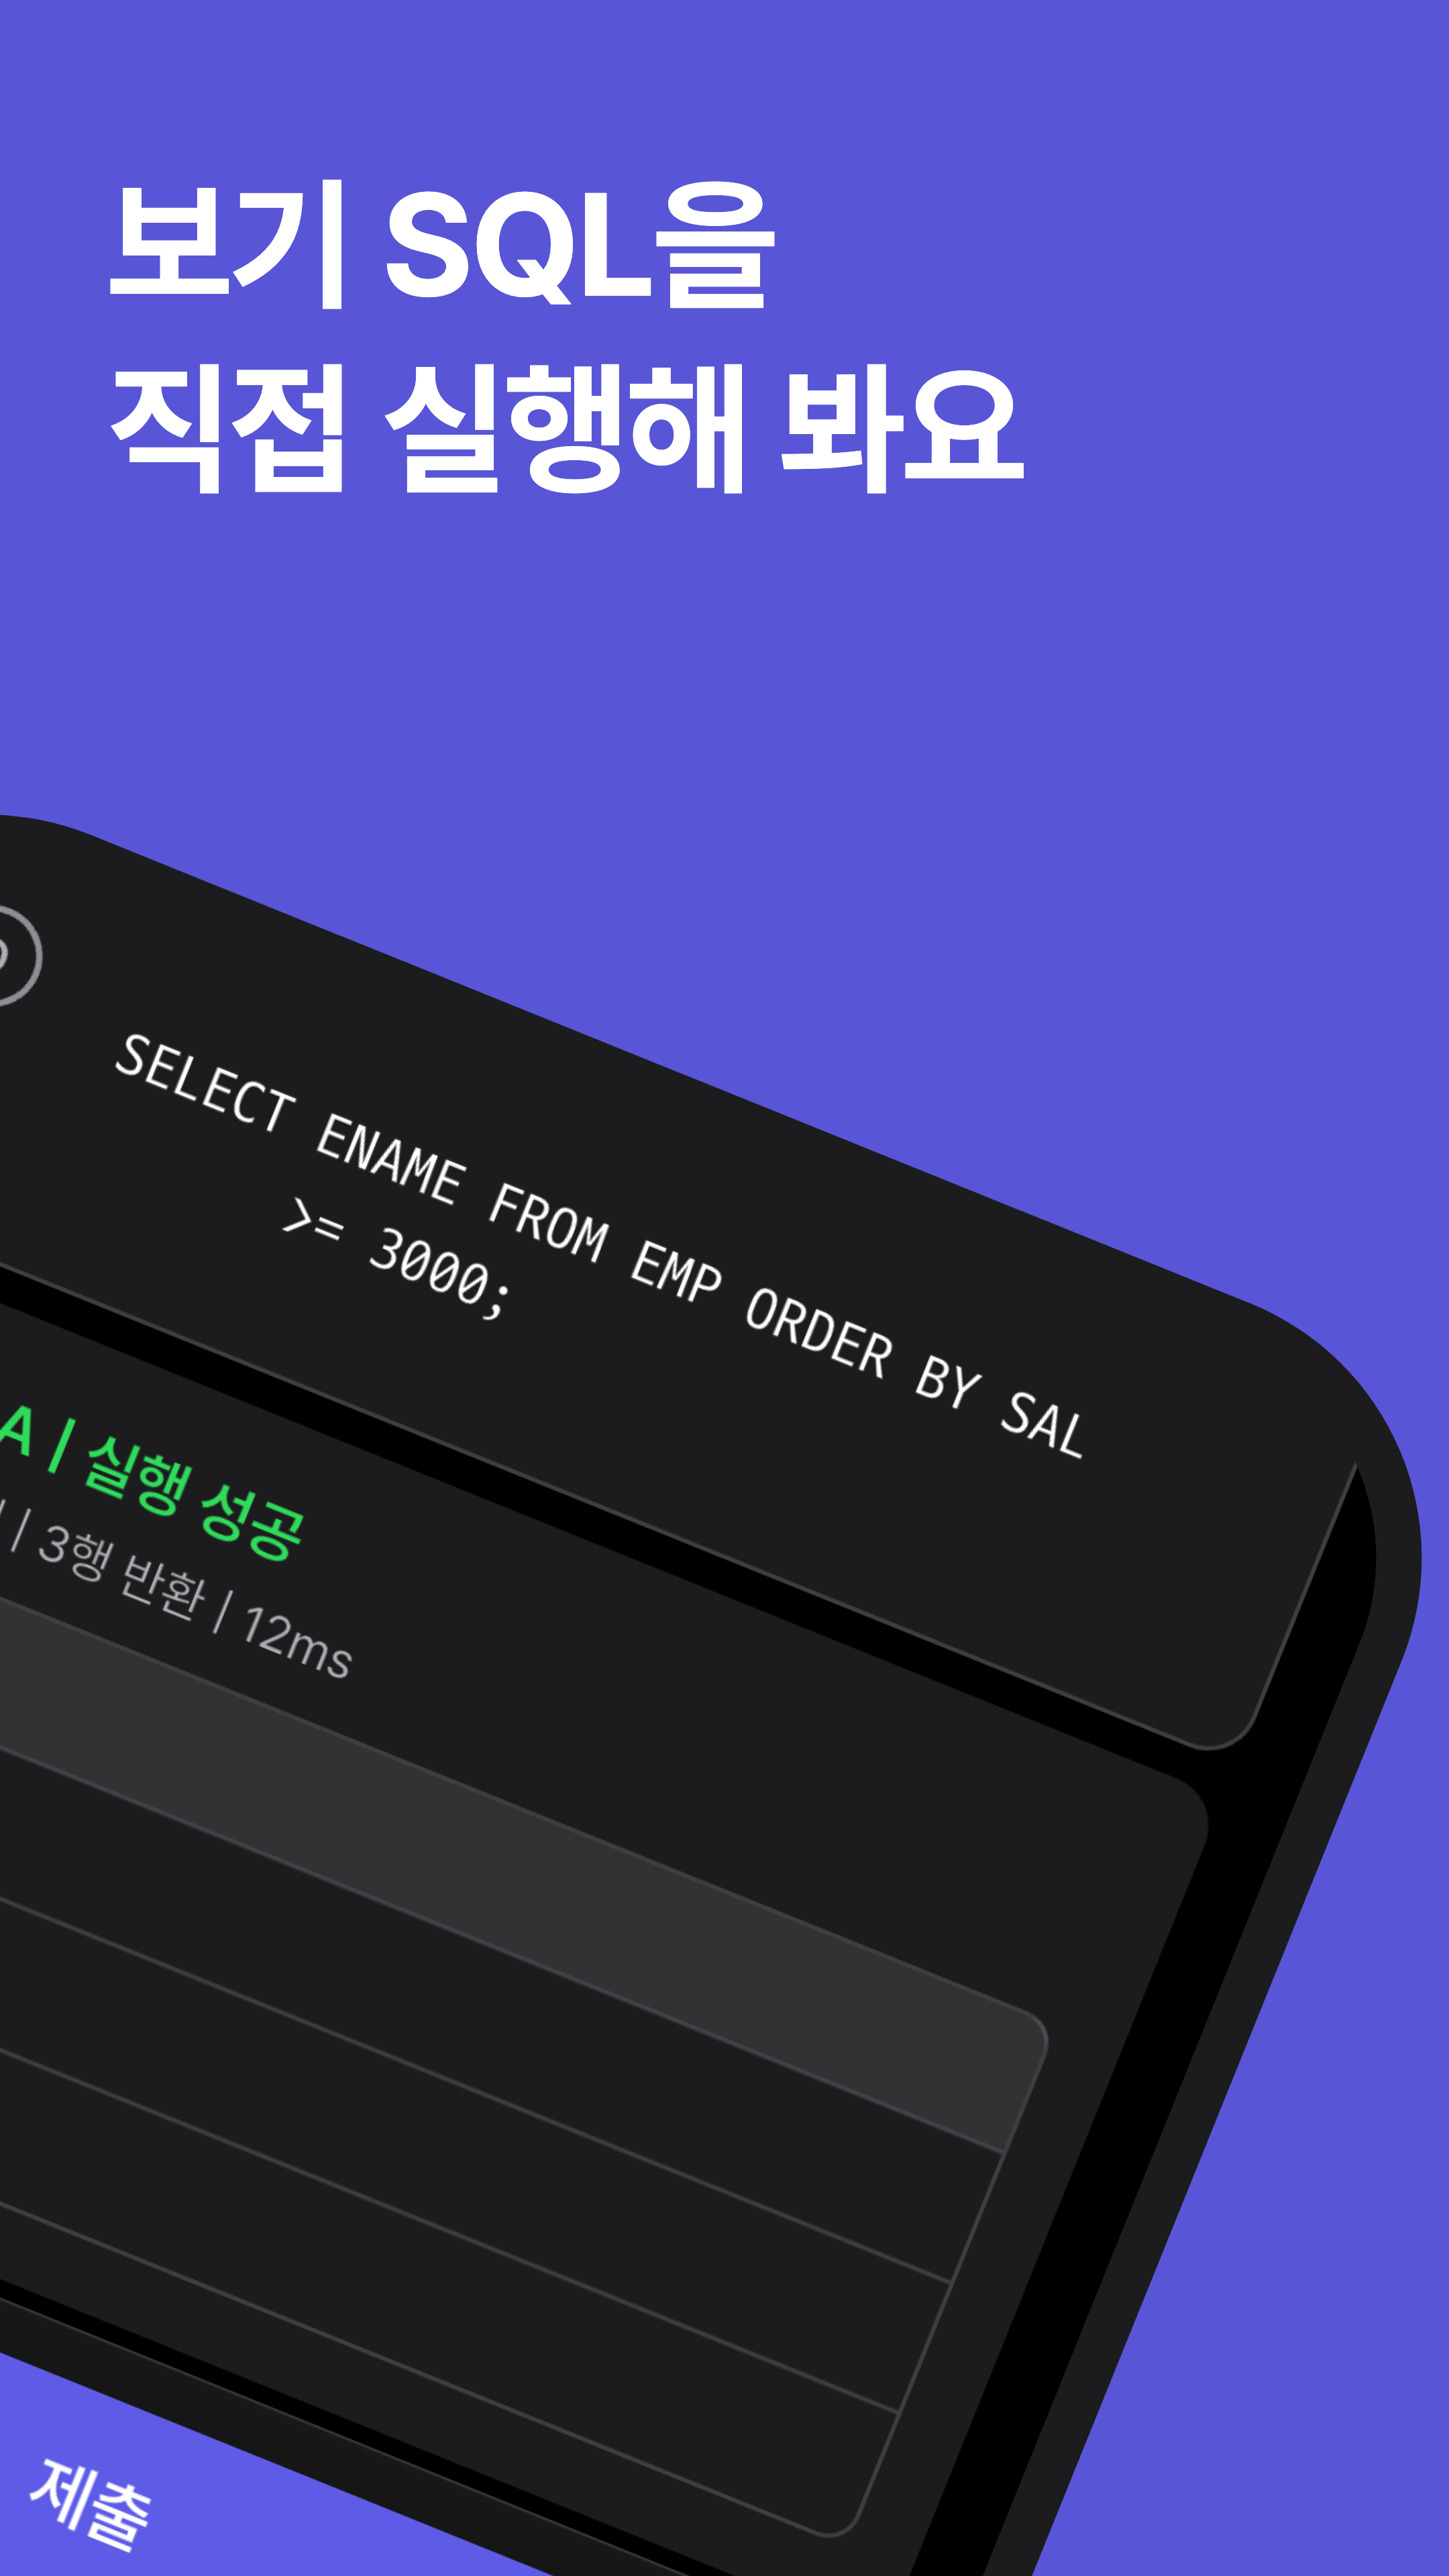 보기 SQL을
직접 실행해 봐요
SELECT ENAME FROM EMP ORDER BY SAL
>= 3000;
A | 실행 성공
| 3행 반환 | 12ms
제출